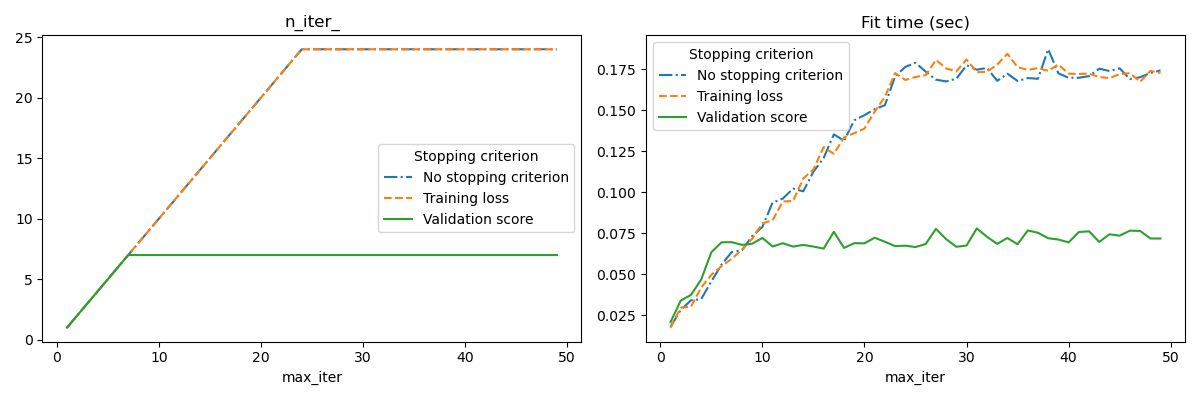 n_iter_
25
20
15
10
5
0
Stopping criterion
No stopping criterion
Training loss
Validation score
0 10 20 30 40 50
max_iter
Fit time (sec)
0.175
0.150
0.125
0.100
0.075
0.050
0.025
Stopping criterion
No stopping criterion
Training loss
Validation score
0 10 20 30 40 50
max_iter